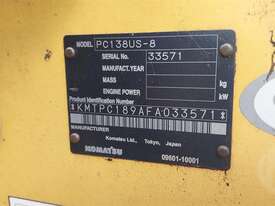 MODEL PC138US-8
SERIAL No. 33571
MANUFACT.YEAR
MASS kg
ENGINE POWER kW
Product Identification Number
*KMTPC189AFA033571*
MANUFACTURER
Komatsu Ltd., Tokyo, Japan
KOMATSU
09601-10001